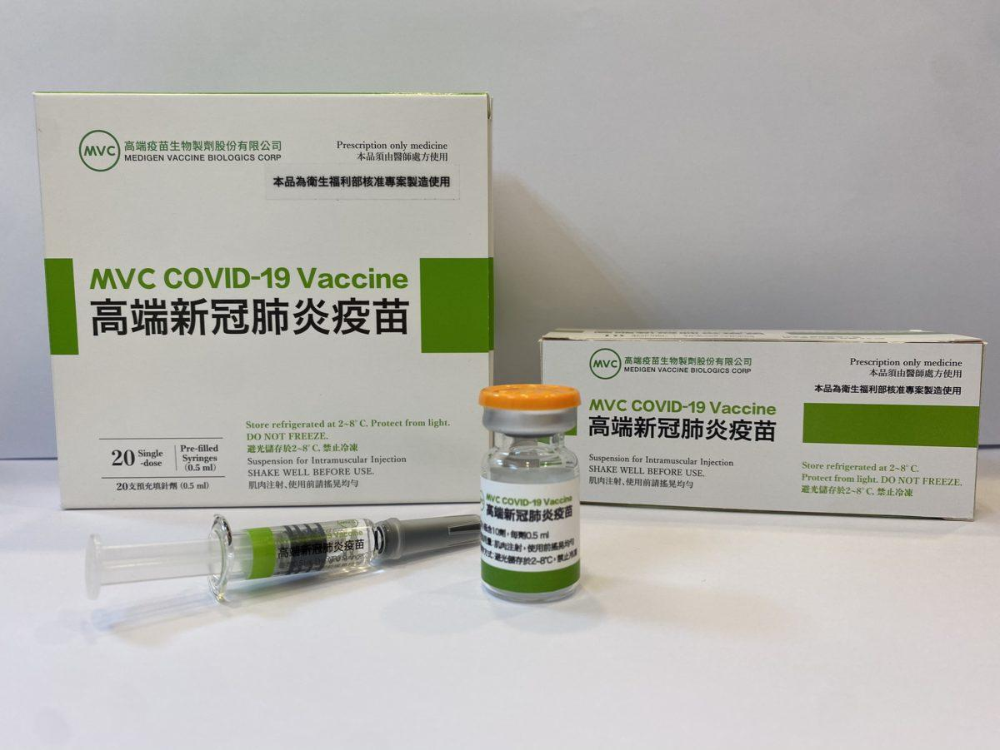 MVC
高端疫苗生物製劑股份有限公司
MEDIGEN VACCINE BIOLOGICS CORP
Prescription only medicine
本品須由醫師處方使用
本品為衛生福利部核准專案製造使用
MVC COVID-19 Vaccine
高端新冠肺炎疫苗
20 Single-dose
Pre-filled
Syringes
(0.5 ml)
20支預充填針劑 (0.5 ml)
Store refrigerated at 2~8°C. Protect from light.
DO NOT FREEZE.
避光儲存於2~8°C, 禁止冷凍
Suspension for Intramuscular Injection
SHAKE WELL BEFORE USE.
肌肉注射、使用前請搖晃均勻
MVC
高端疫苗生物製劑股份有限公司
MEDIGEN VACCINE BIOLOGICS CORP
Prescription only medicine
本品須由醫師處方使用
本品為衛生福利部核准專案製造使用
MVC COVID-19 Vaccine
高端新冠肺炎疫苗
Suspension for Intramuscular Injection
SHAKE WELL BEFORE USE.
肌肉注射、使用前請搖晃均勻
Store refrigerated at 2~8°C.
Protect from light. DO NOT FREEZE.
避光儲存於2~8°C, 禁止冷凍
高端新冠肺炎疫苗
MVC COVID-19 Vaccine
高端新冠肺炎疫苗
含10劑，每劑0.5 ml
肌肉注射，使用前搖晃均勻
方式: 避光儲存於2~8°C，禁止冷凍